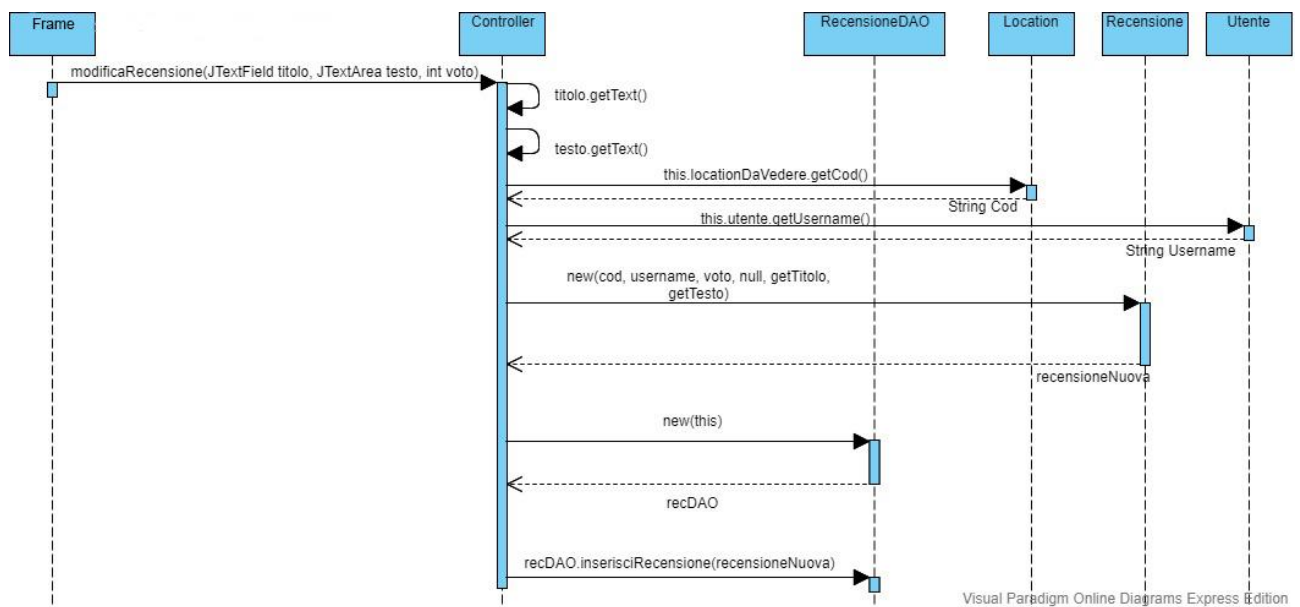 Frame
Controller
RecensioneDAO
Location
Recensione
Utente
modificaRecensione(JTextField titolo, JTextArea testo, int voto)
titolo.getText()
testo.getText()
this.locationDaVedere.getCod()
String Cod
this.utente.getUsername()
String Username
new(cod, username, voto, null, getTitolo,
getTesto)
recensioneNuova
new(this)
recDAO
recDAO.inserisciRecensione(recensioneNuova)
Visual Paradigm Online Diagrams Express Edition